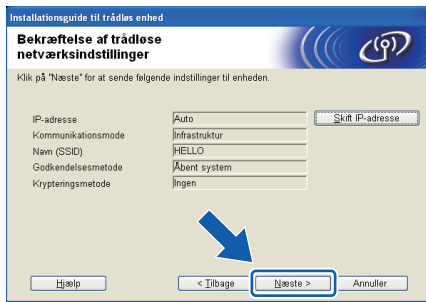 Installationsguide til trådløs enhed
Bekræftelse af trådløse
netværksindstillinger
Klik på "Næste" for at sende følgende indstillinger til enheden.
IP-adresse Auto Skift IP-adresse
Kommunikationsmode Infrastruktur
Navn (SSID) HELLO
Godkendelsesmetode Åbent system
Krypteringsmetode Ingen
Hjælp < Tilbage Næste > Annuller